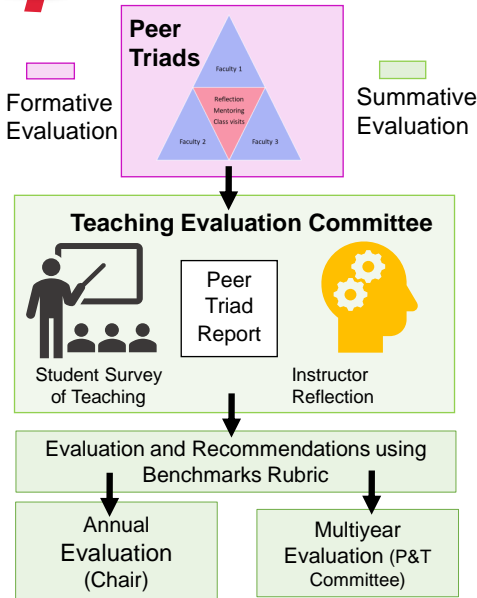 Peer
Triads
Faculty 1
Reflection
Mentoring
Class visits
Faculty 2
Faculty 3
Formative
Evaluation
Summative
Evaluation
Teaching Evaluation Committee
Peer
Triad
Report
Student Survey
of Teaching
Instructor
Reflection
Evaluation and Recommendations using
Benchmarks Rubric
Annual
Evaluation
(Chair)
Multiyear
Evaluation (P&T
Committee)